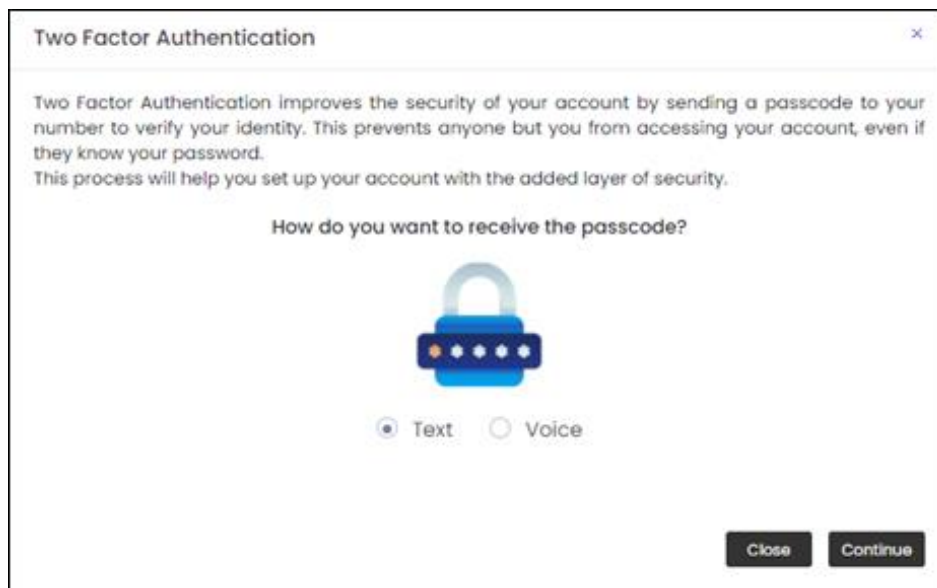 Two Factor Authentication
Two Factor Authentication improves the security of your account by sending a passcode to your
number to verify your identity. This prevents anyone but you from accessing your account, even if
they know your password.
This process will help you set up your account with the added layer of security.
How do you want to receive the passcode?
Text Voice
Close Continue